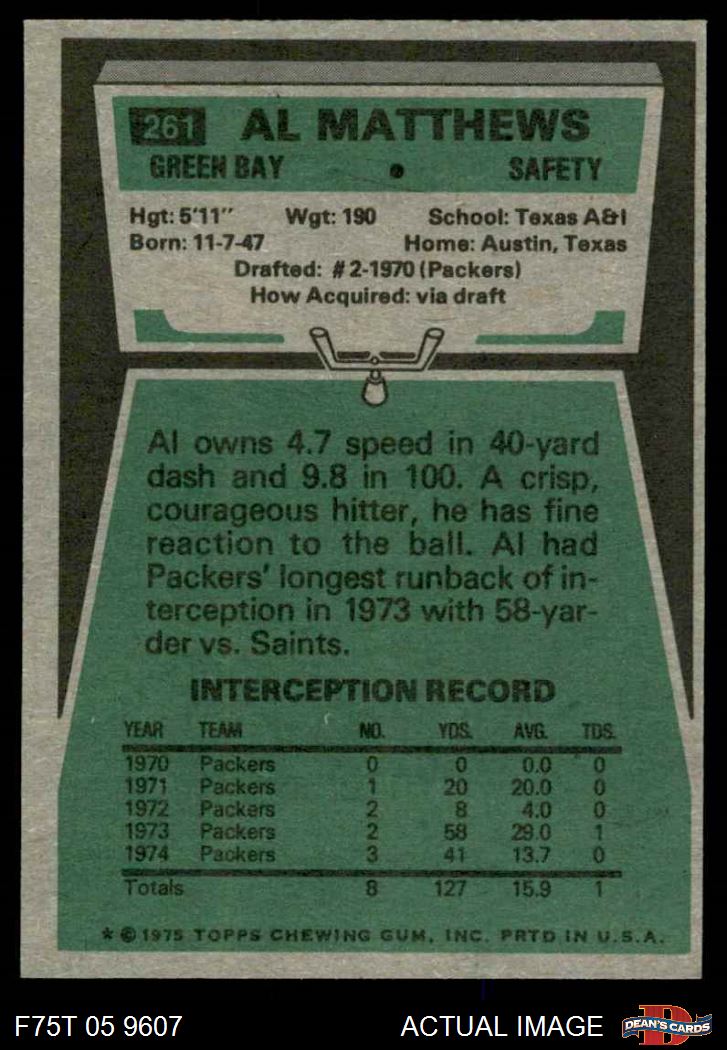 261 AL MATTHEWS
GREEN BAY • SAFETY
Hgt: 5'11" Wgt: 190 School: Texas A&I
Born: 11-7-47 Home: Austin, Texas
Drafted: #2-1970 (Packers)
How Acquired: via draft
Al owns 4.7 speed in 40-yard
dash and 9.8 in 100. A crisp,
courageous hitter, he has fine
reaction to the ball. Al had
Packers' longest runback of in-
terception in 1973 with 58-yar-
der vs. Saints.
INTERCEPTION RECORD
YEAR TEAM NO. YDS. AVG. TDS.
1970 Packers 0 0 0.0 0
1971 Packers 1 20 20.0 0
1972 Packers 2 8 4.0 0
1973 Packers 2 58 29.0 1
1974 Packers 3 41 13.7 0
Totals 8 127 15.9 1
* © 1975 TOPPS CHEWING GUM, INC. PRTD IN U.S.A.
F75T 05 9607 ACTUAL IMAGE D DEAN'S CARDS